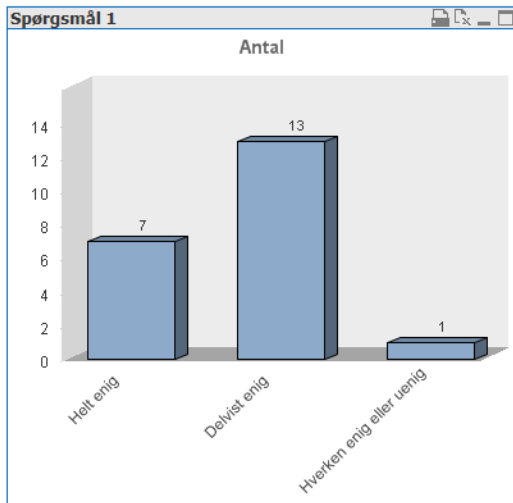 Spørgsmål 1
Antal
14
12
10
8
6
4
2
0
7
13
1
Helt enig
Delvist enig
Hverken enig eller uenig